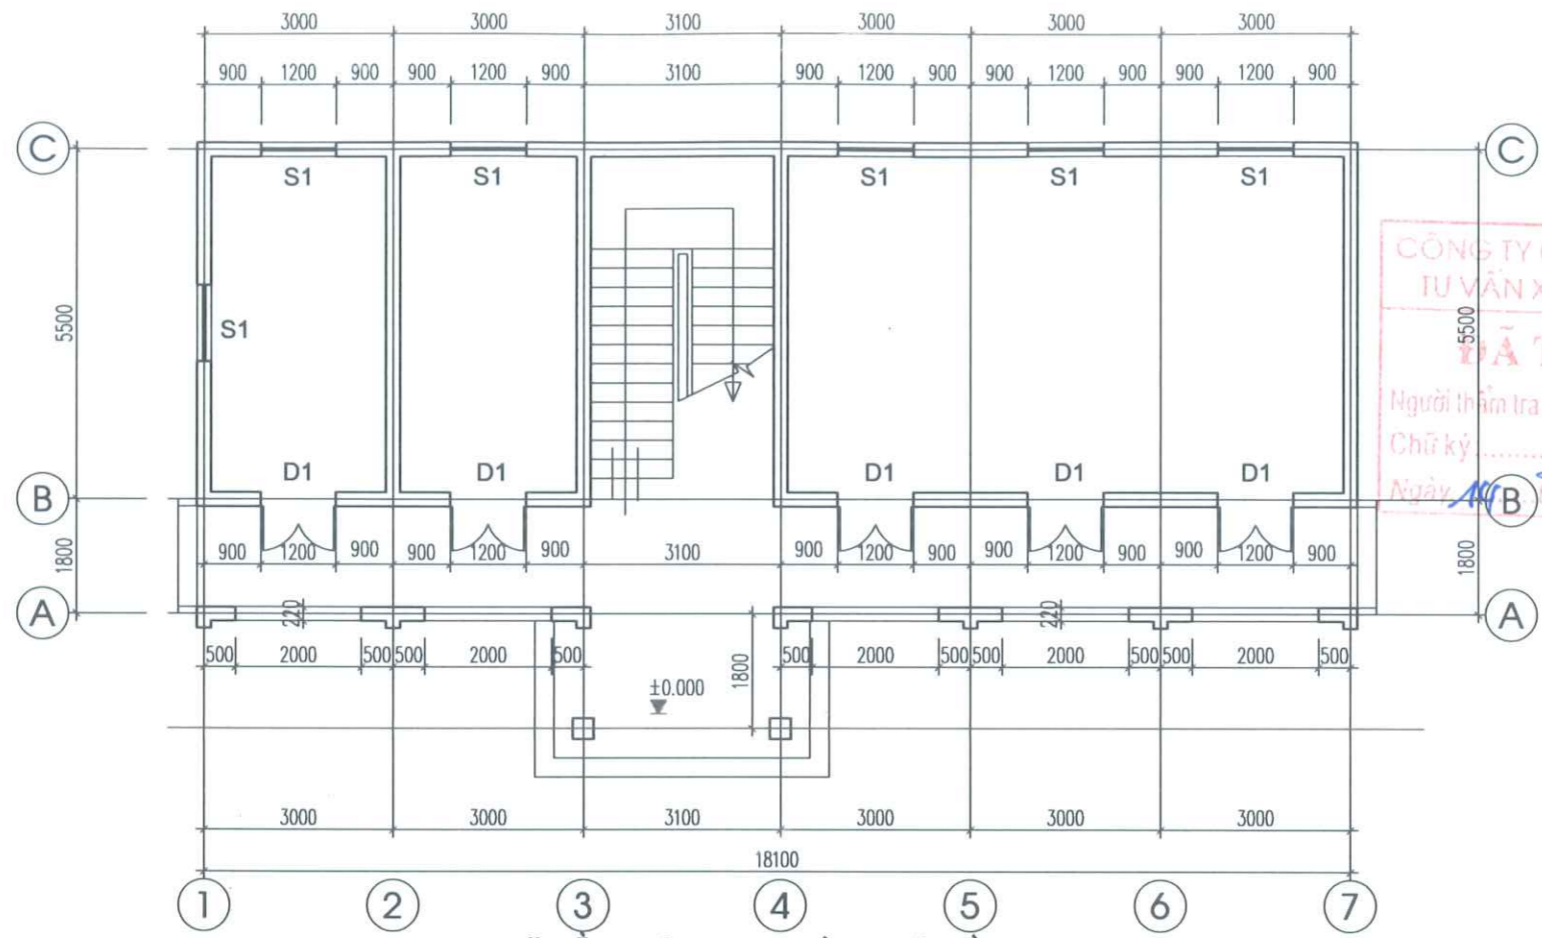 3000 3000 3100 3000 3000 3000
900 1200 900 900 1200 900 3100 900 1200 900 900 1200 900 900 1200 900
C C
S1 S1 S1 S1 S1
CÔNG TY
TƯ VẤN
5500 S1 5500
ĐÃ
Người thẩm tra
Chữ ký..........
D1 D1 D1 D1 D1
B Ngày 14 B
900 1200 900 900 1200 900 3100 900 1200 900 900 1200 900 900 1200 900
1800 1800
A 220 220 A
500 2000 500 500 2000 500 1800 500 2000 500 500 2000 500 500 2000 500
±0.000
3000 3000 3100 3000 3000 3000
18100
1 2 3 4 5 6 7